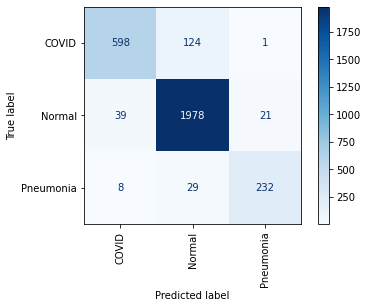 COVID
Normal
Pneumonia
True label
598 124 1
39 1978 21
8 29 232
COVID
Normal
Pneumonia
Predicted label
1750
1500
1250
1000
750
500
250